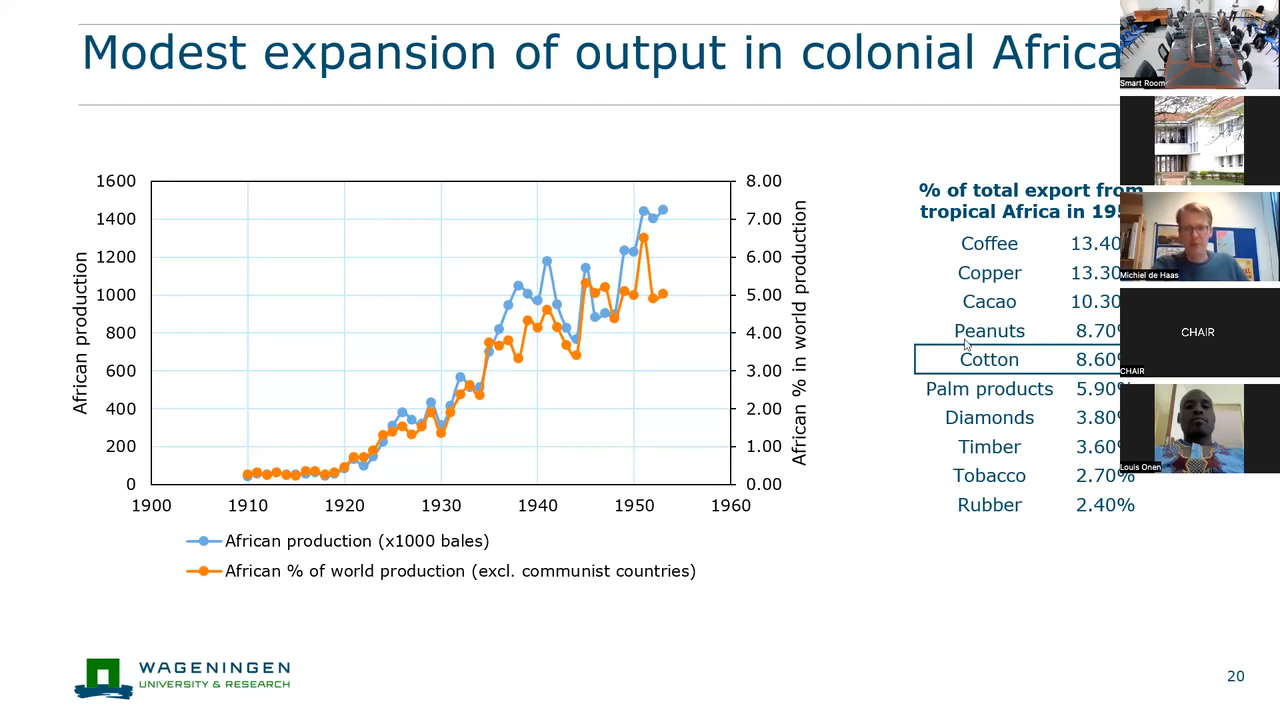 Modest expansion of output in colonial Africa
1600
1400
1200
1000
800
600
400
200
0
African production
8.00
7.00
6.00
5.00
4.00
3.00
2.00
1.00
0.00
African % in world production
1900
1910
1920
1930
1940
1950
1960
African production (x1000 bales)
African % of world production (excl. communist countries)
% of total export from
tropical Africa in
Coffee 13.40
Copper 13.30
Cacao 10.30
Peanuts 8.70%
Cotton 8.60%
Palm products 5.90%
Diamonds 3.80%
Timber 3.60%
Tobacco 2.70%
Rubber 2.40%
Smart Room
Michiel de Haas
CHAIR
CHAIR
Louis Onen
WAGENINGEN
UNIVERSITY & RESEARCH
20